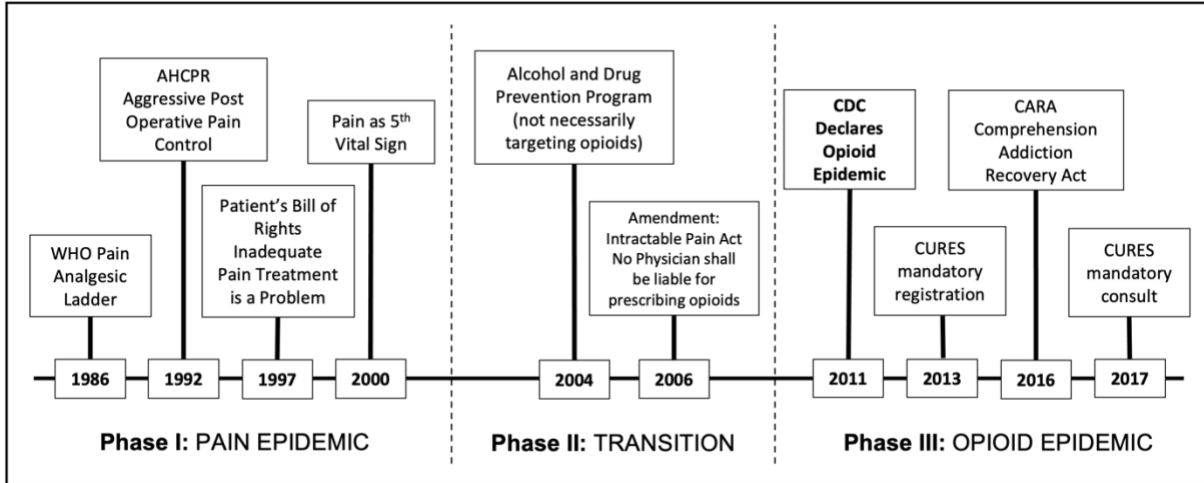 AHCPR
Aggressive Post
Operative Pain
Control
Pain as 5th
Vital Sign
Patient's Bill of
Rights
Inadequate
Pain Treatment
is a Problem
WHO Pain
Analgesic
Ladder
1986
1992
1997
2000
Phase I: PAIN EPIDEMIC
Alcohol and Drug
Prevention Program
(not necessarily
targeting opioids)
Amendment:
Intractable Pain Act
No Physician shall
be liable for
prescribing opioids
2004
2006
Phase II: TRANSITION
CDC
Declares
Opioid
Epidemic
CARA
Comprehension
Addiction
Recovery Act
CURES
mandatory
registration
CURES
mandatory
consult
2011
2013
2016
2017
Phase III: OPIOID EPIDEMIC